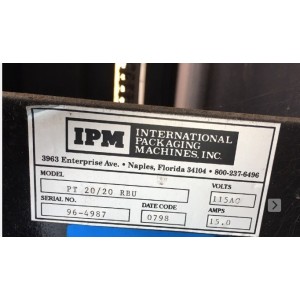 IPM INTERNATIONAL
PACKAGING
MACHINES, INC.
3963 Enterprise Ave. • Naples, Florida 34104 • 800-237-6496
MODEL VOLTS
PT 20/20 RBU 115AC
SERIAL NO. DATE CODE AMPS
96-4987 0798 15.0